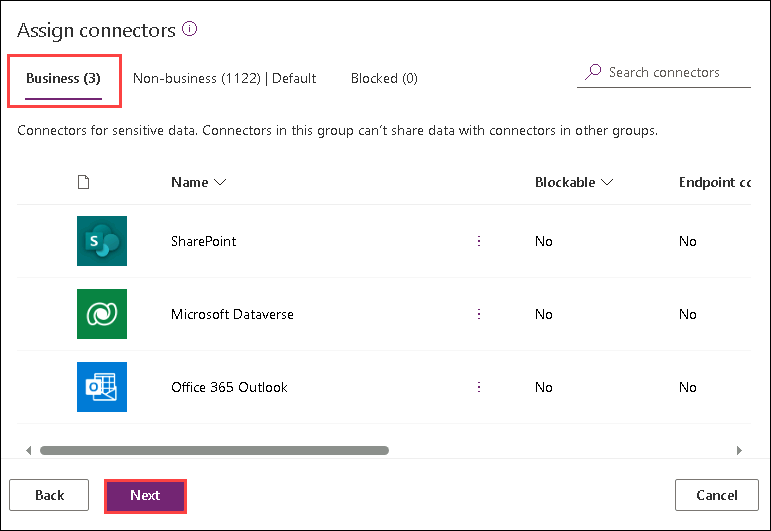 Assign connectors
Business (3) Non-business (1122) | Default Blocked (0) Search connectors
Connectors for sensitive data. Connectors in this group can't share data with connectors in other groups.
Name Blockable Endpoint cc
S SharePoint No No
Microsoft Dataverse No No
O Office 365 Outlook No No
Back Next Cancel